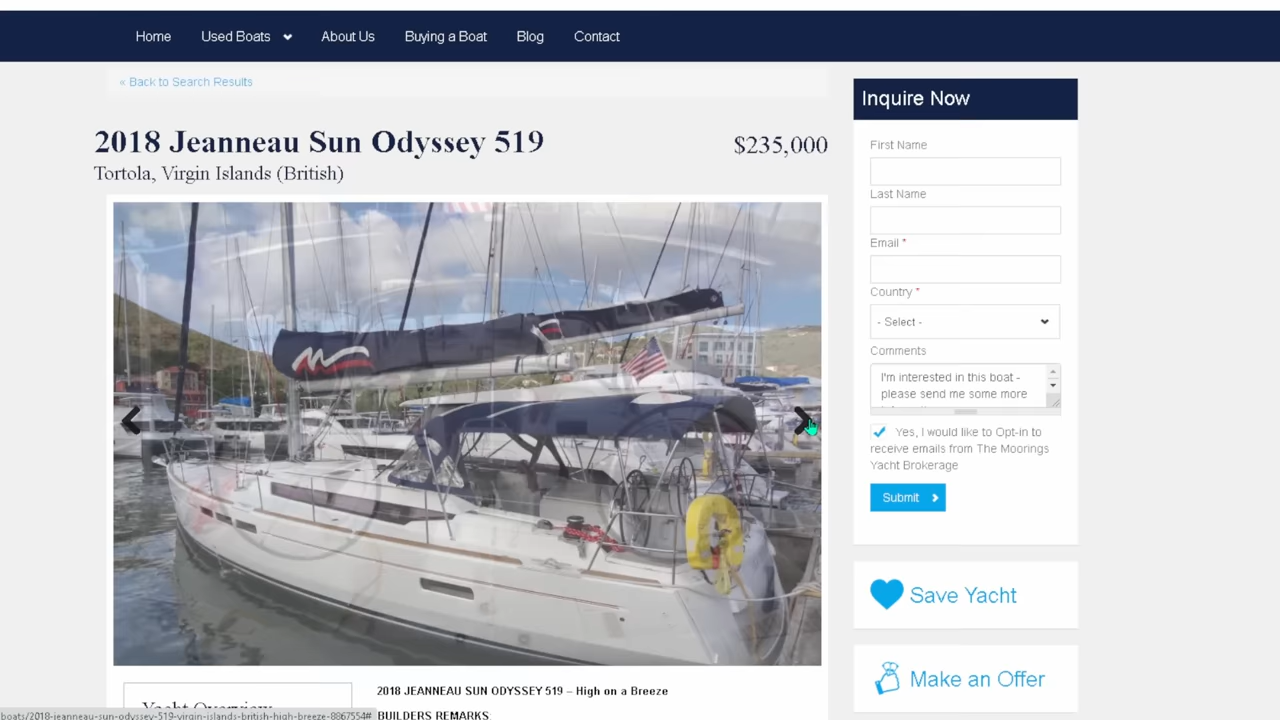 Home
Used Boats
About Us
Buying a Boat
Blog
Contact
« Back to Search Results
2018 Jeanneau Sun Odyssey 519
$235,000
Tortola, Virgin Islands (British)
Inquire Now
First Name
Last Name
Email *
Country *
- Select -
Comments
I'm interested in this boat -
please send me some more
Yes, I would like to Opt-in to
receive emails from The Moorings
Yacht Brokerage
Submit
Save Yacht
Make an Offer
Yacht Overview
2018 JEANNEAU SUN ODYSSEY 519 – High on a Breeze
BUILDERS REMARKS:
boats/2018-jeanneau-sun-odyssey-519-virgin-islands-british-high-breeze-8867554#